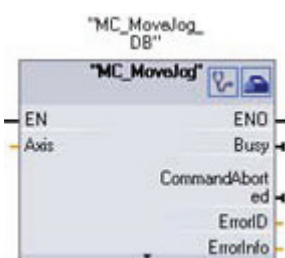 "MC_MoveJog_
DB"
"MC_MoveJog"
EN ENO
Axis Busy
CommandAbort
ed
ErrorID
ErrorInfo